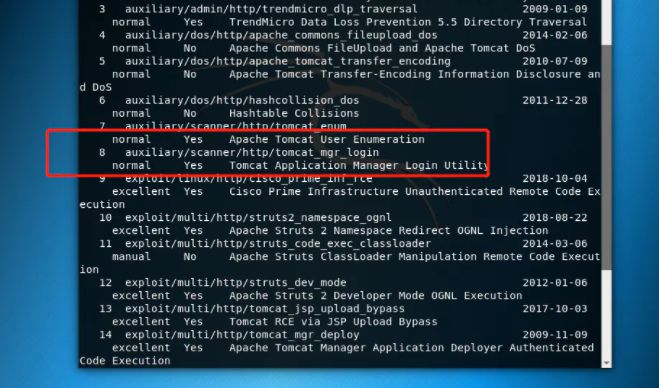 3 auxiliary/admin/http/trendmicro_dlp_traversal 2009-01-09
normal Yes TrendMicro Data Loss Prevention 5.5 Directory Traversal
4 auxiliary/dos/http/apache_commons_fileupload_dos 2014-02-06
normal No Apache Commons FileUpload and Apache Tomcat DoS
5 auxiliary/dos/http/apache_tomcat_transfer_encoding 2010-07-09
normal No Apache Tomcat Transfer-Encoding Information Disclosure an
d DoS
6 auxiliary/dos/http/hashcollision_dos 2011-12-28
normal No Hashtable Collisions
7 auxiliary/scanner/http/tomcat_enum
normal Yes Apache Tomcat User Enumeration
8 auxiliary/scanner/http/tomcat_mgr_login
normal Yes Tomcat Application Manager Login Utility
9 exploit/linux/http/cisco_prime_inf_rce 2018-10-04
excellent Yes Cisco Prime Infrastructure Unauthenticated Remote Code Ex
ecution
10 exploit/multi/http/struts2_namespace_ognl 2018-08-22
excellent Yes Apache Struts 2 Namespace Redirect OGNL Injection
11 exploit/multi/http/struts_code_exec_classloader 2014-03-06
manual No Apache Struts ClassLoader Manipulation Remote Code Execut
ion
12 exploit/multi/http/struts_dev_mode 2012-01-06
excellent Yes Apache Struts 2 Developer Mode OGNL Execution
13 exploit/multi/http/tomcat_jsp_upload_bypass 2017-10-03
excellent Yes Tomcat RCE via JSP Upload Bypass
14 exploit/multi/http/tomcat_mgr_deploy 2009-11-09
excellent Yes Apache Tomcat Manager Application Deployer Authenticated
Code Execution